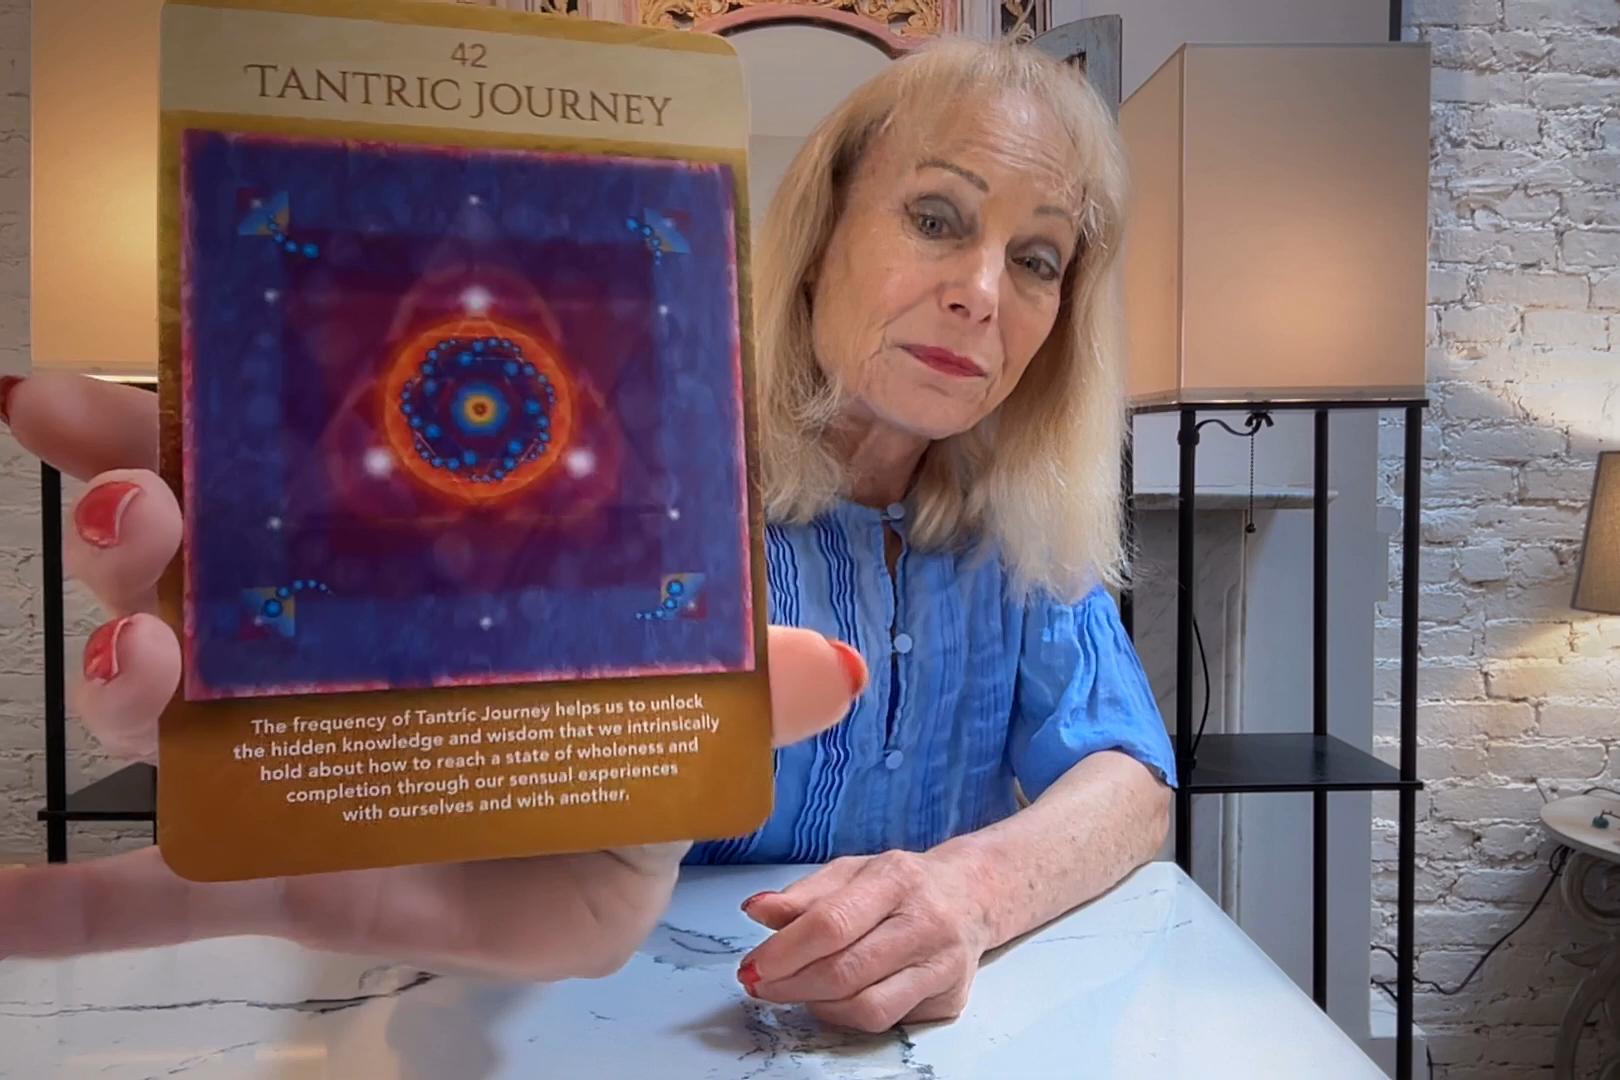 42
TANTRIC JOURNEY
The frequency of Tantric Journey helps us to unlock
the hidden knowledge and wisdom that we intrinsically
hold about how to reach a state of wholeness and
completion through our sensual experiences
with ourselves and with another.